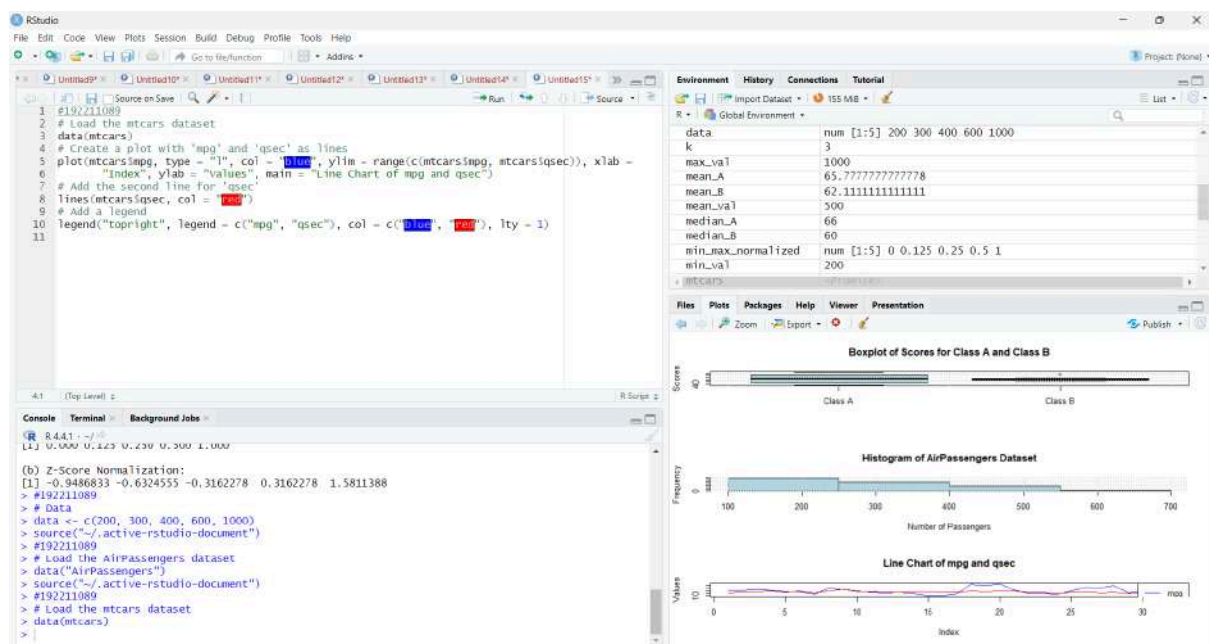 RStudio
File Edit Code View Plots Session Build Debug Profile Tools Help
Go to file/function Addins Project: (None)
Untitled9* Untitled10* Untitled11* Untitled12* Untitled13* Untitled14* Untitled15*
Source on Save Run Source
1 #192211089
2 # Load the mtcars dataset
3 data(mtcars)
4 # Create a plot with 'mpg' and 'qsec' as lines
5 plot(mtcars$mpg, type = "l", col = "blue", ylim = range(c(mtcars$mpg, mtcars$qsec)), xlab =
6 "Index", ylab = "Values", main = "Line Chart of mpg and qsec")
7 # Add the second line for 'qsec'
8 lines(mtcars$qsec, col = "red")
9 # Add a legend
10 legend("topright", legend = c("mpg", "qsec"), col = c("blue", "red"), lty = 1)
11
4:1 (Top Level) R Script
Console Terminal Background Jobs
R 4.4.1 · ~/
[1] 0.000 0.125 0.250 0.500 1.000
(b) Z-Score Normalization:
[1] -0.9486833 -0.6324555 -0.3162278 0.3162278 1.5811388
> #192211089
> # Data
> data <- c(200, 300, 400, 600, 1000)
> source("~/.active-rstudio-document")
> #192211089
> # Load the AirPassengers dataset
> data("AirPassengers")
> source("~/.active-rstudio-document")
> #192211089
> # Load the mtcars dataset
> data(mtcars)
>
Environment History Connections Tutorial
Import Dataset 155 MiB List
R Global Environment
data num [1:5] 200 300 400 600 1000
k 3
max_val 1000
mean_A 65.7777777777778
mean_B 62.1111111111111
mean_val 500
median_A 66
median_B 60
min_max_normalized num [1:5] 0 0.125 0.25 0.5 1
min_val 200
mtcars <Promise>
Files Plots Packages Help Viewer Presentation
Zoom Export Publish
Boxplot of Scores for Class A and Class B
Scores
40
Class A Class B
Histogram of AirPassengers Dataset
Frequency
0
100 200 300 400 500 600 700
Number of Passengers
Line Chart of mpg and qsec
Values
10
mpg
0 5 10 15 20 25 30
Index